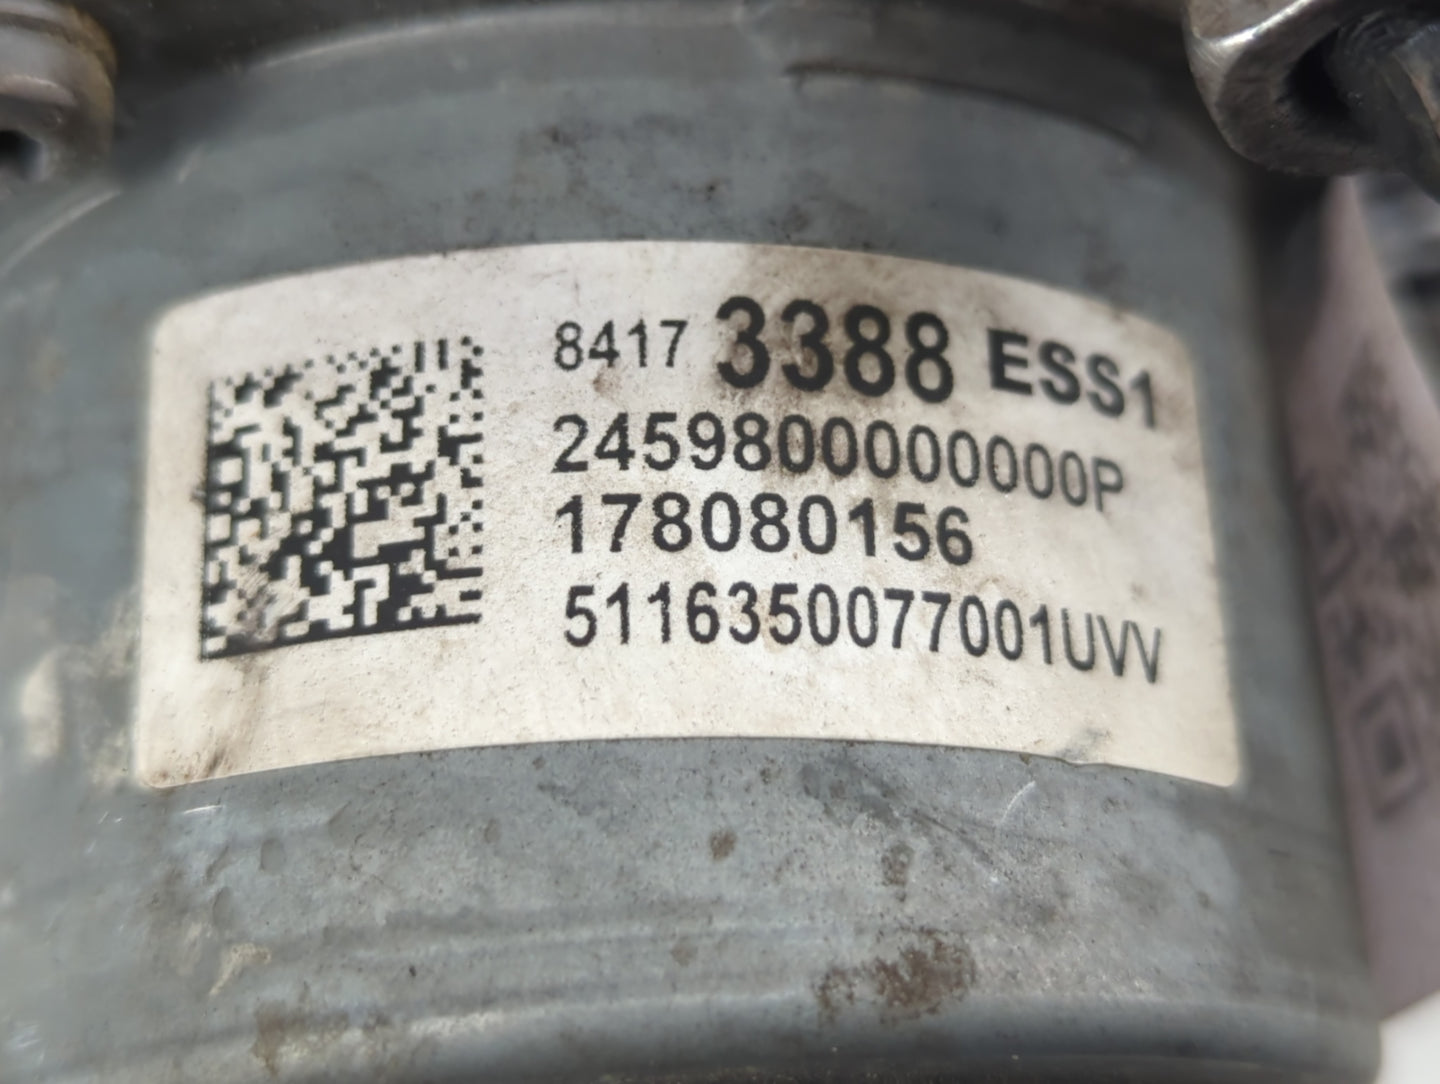 8417 3388 ESS1
2459800000000P
178080156
5116350077001UVV